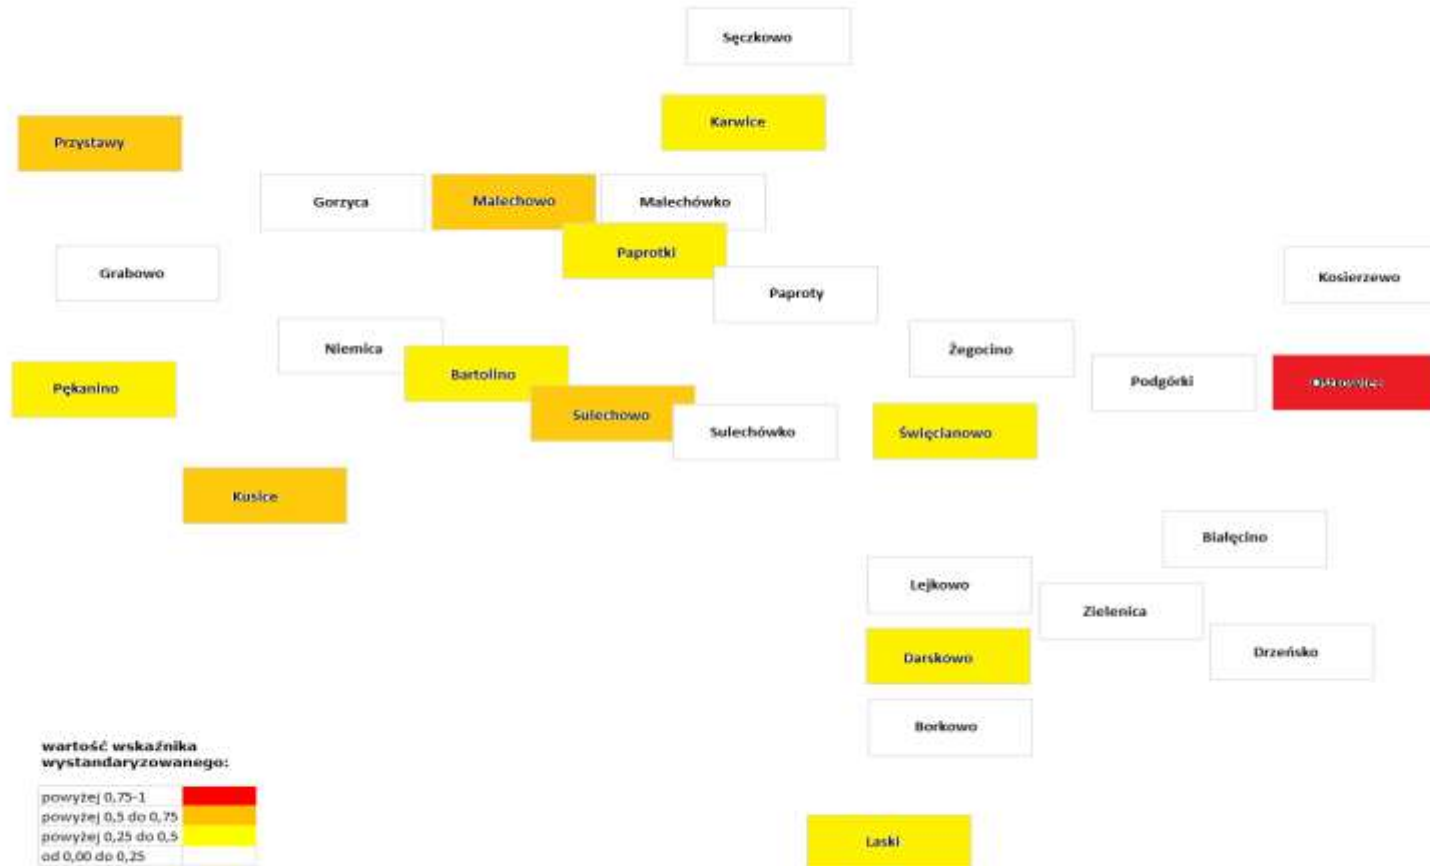 Sęczkowo
Karwice
Przystawy
Gorzyca
Malechowo
Malechówko
Paprotki
Grabowo
Paproty
Kosierzewo
Niemica
Żegocino
Bartolino
Podgórki
Pękanino
Sulechowo
Sulechówko
Święcianowo
Kusice
Białęcino
Lejkowo
Zielenica
Darskowo
Drzeńsko
Borkowo
Laski
wartość wskaźnika
wystandaryzowanego:
powyżej 0,75-1
powyżej 0,5 do 0,75
powyżej 0,25 do 0,5
od 0,00 do 0,25